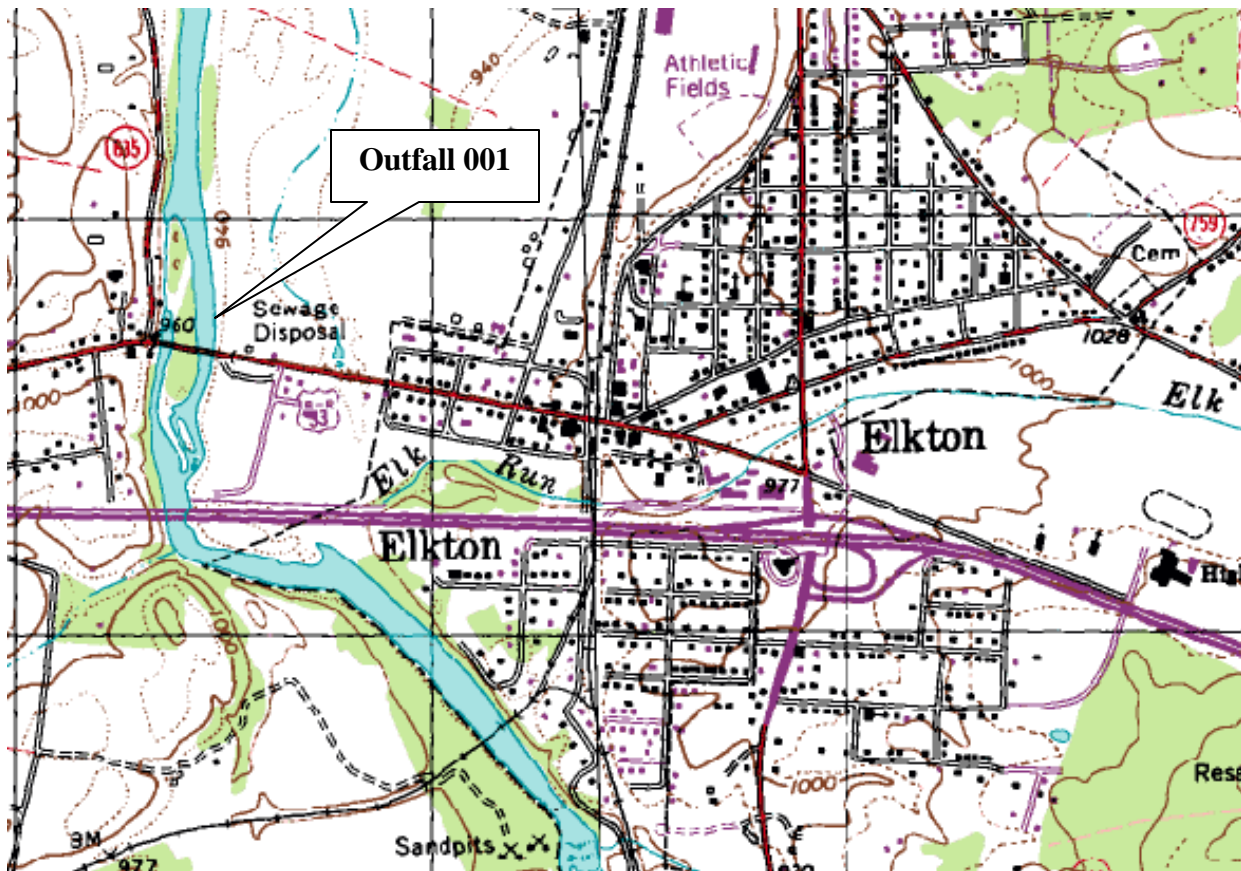 Athletic
Fields
940
635
Outfall 001
759
Cem
940
Sewage
Disposal
960
1028
1000
1000
33
Elk
Elkton
Elk
Run
977
Elkton
1000
1000
BM
977
Sandpits